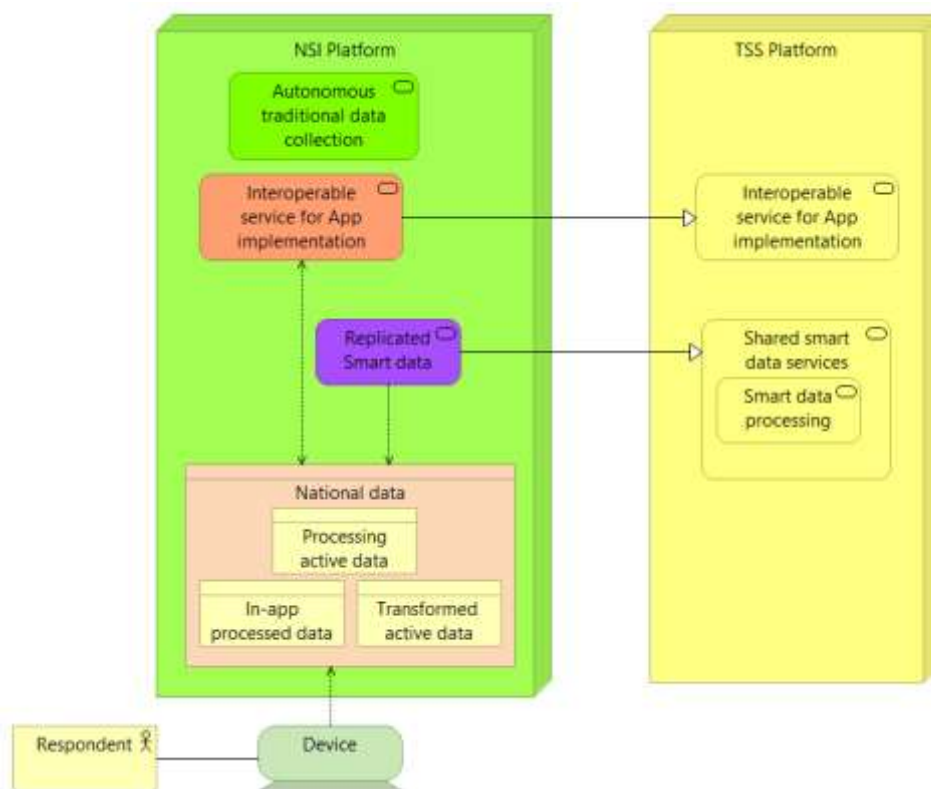 NSI Platform
Autonomous
traditional data
collection
Interoperable
service for App
implementation
Replicated
Smart data
National data
Processing
active data
In-app
processed data
Transformed
active data
Respondent
Device
TSS Platform
Interoperable
service for App
implementation
Shared smart
data services
Smart data
processing